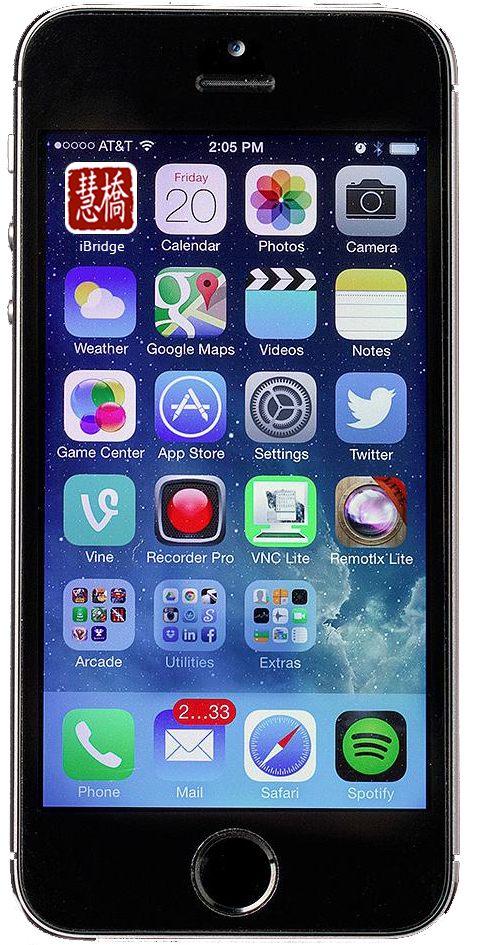 AT&T
2:05 PM
慧橋
iBridge
Friday
20
Calendar
Photos
Camera
Weather
Google Maps
Videos
Notes
Game Center
App Store
Settings
Twitter
Vine
Recorder Pro
VNC Lite
Remotix Lite
Arcade
Utilities
Extras
2...33
Phone
Mail
Safari
Spotify